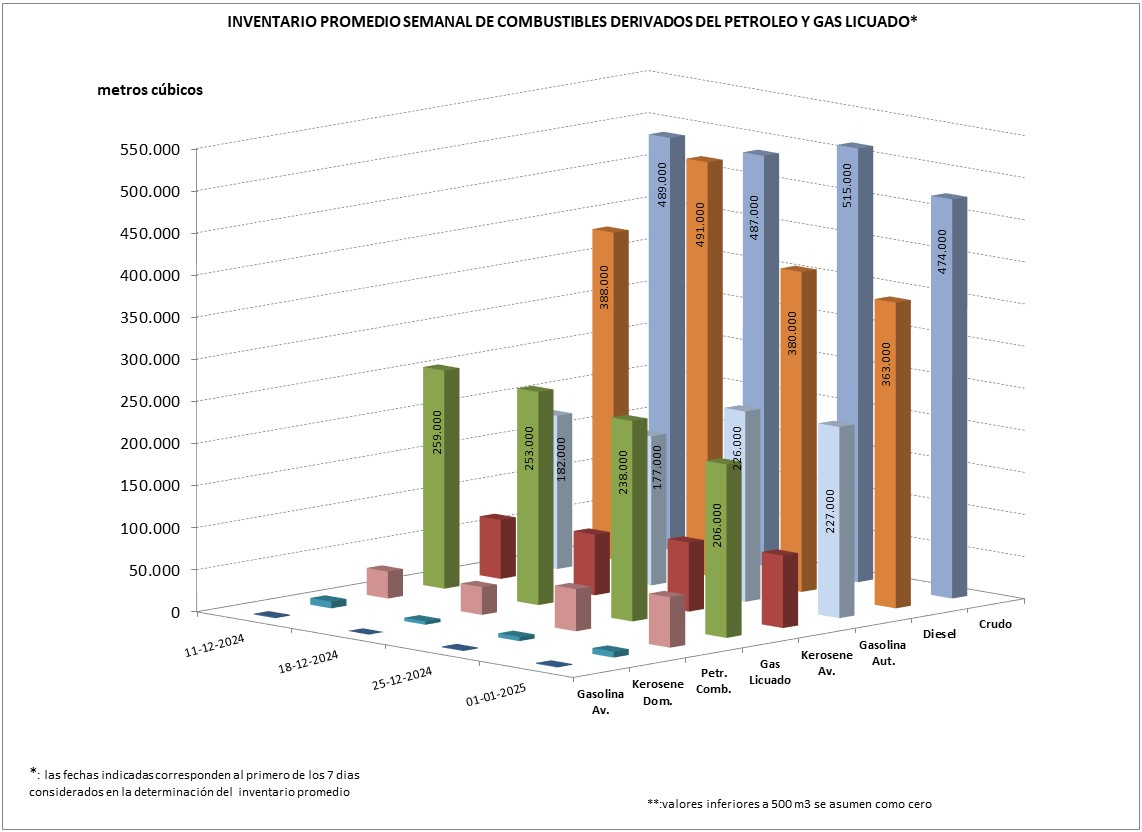 INVENTARIO PROMEDIO SEMANAL DE COMBUSTIBLES DERIVADOS DEL PETROLEO Y GAS LICUADO*
metros cúbicos
550.000
500.000
450.000
400.000
350.000
300.000
250.000
200.000
150.000
100.000
50.000
0
489.000
487.000
515.000
474.000
388.000
491.000
380.000
363.000
182.000
177.000
226.000
227.000
259.000
253.000
238.000
206.000
11-12-2024
18-12-2024
25-12-2024
01-01-2025
Gasolina
Av.
Kerosene
Dom.
Petr.
Comb.
Gas
Licuado
Kerosene
Av.
Gasolina
Aut.
Diesel
Crudo
*: las fechas indicadas corresponden al primero de los 7 dias
considerados en la determinación del inventario promedio
**:valores inferiores a 500 m3 se asumen como cero